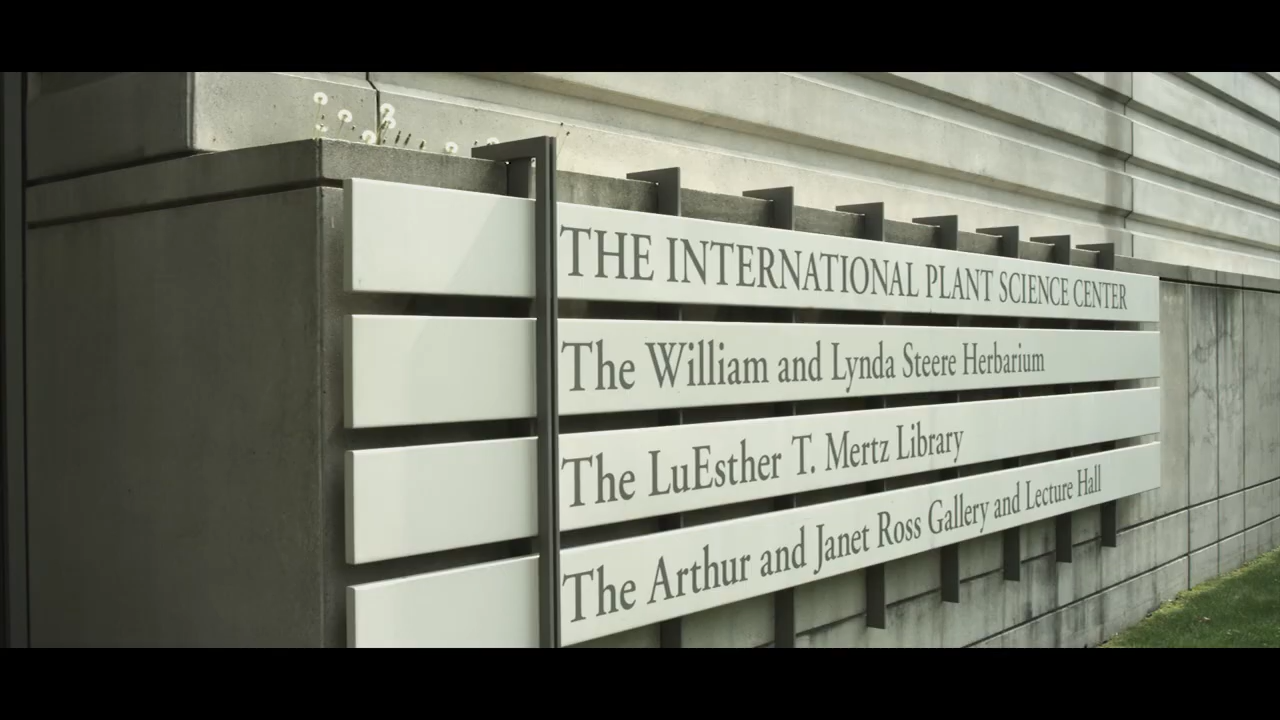 THE INTERNATIONAL PLANT SCIENCE CENTER
The William and Lynda Steere Herbarium
The LuEsther T. Mertz Library
The Arthur and Janet Ross Gallery and Lecture Hall